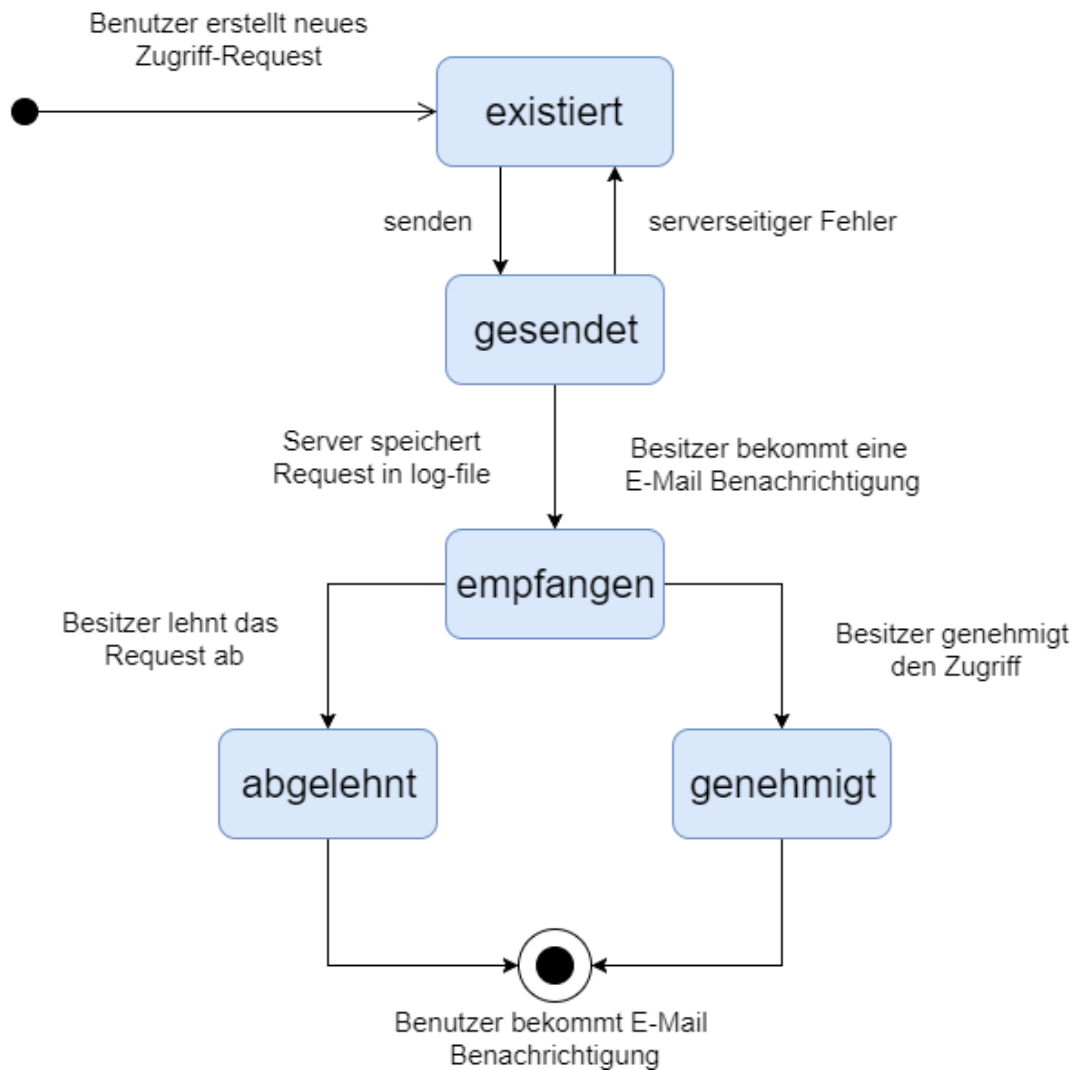 Benutzer erstellt neues
Zugriff-Request
existiert
senden
serverseitiger Fehler
gesendet
Server speichert
Request in log-file
Besitzer bekommt eine
E-Mail Benachrichtigung
empfangen
Besitzer lehnt das
Request ab
Besitzer genehmigt
den Zugriff
abgelehnt
genehmigt
Benutzer bekommt E-Mail
Benachrichtigung